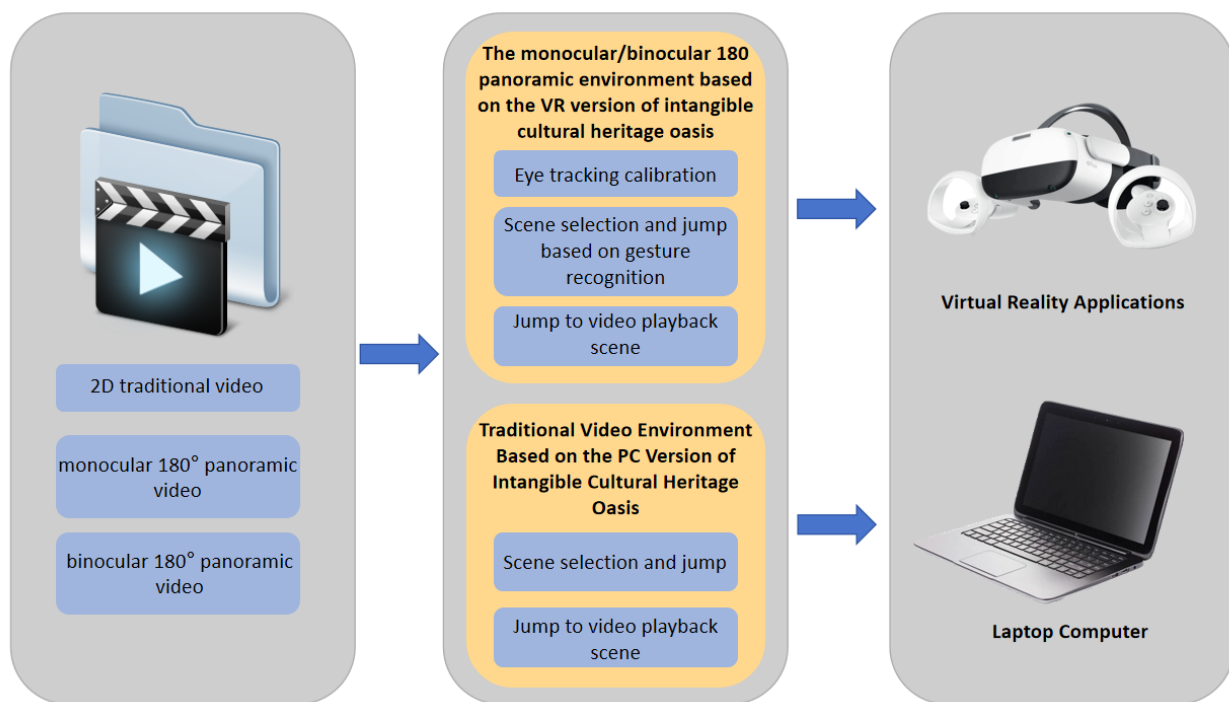 2D traditional video
monocular 180° panoramic
video
binocular 180° panoramic
video
The monocular/binocular 180
panoramic environment based
on the VR version of intangible
cultural heritage oasis
Eye tracking calibration
Scene selection and jump
based on gesture
recognition
Jump to video playback
scene
Traditional Video Environment
Based on the PC Version of
Intangible Cultural Heritage
Oasis
Scene selection and jump
Jump to video playback
scene
Virtual Reality Applications
Laptop Computer